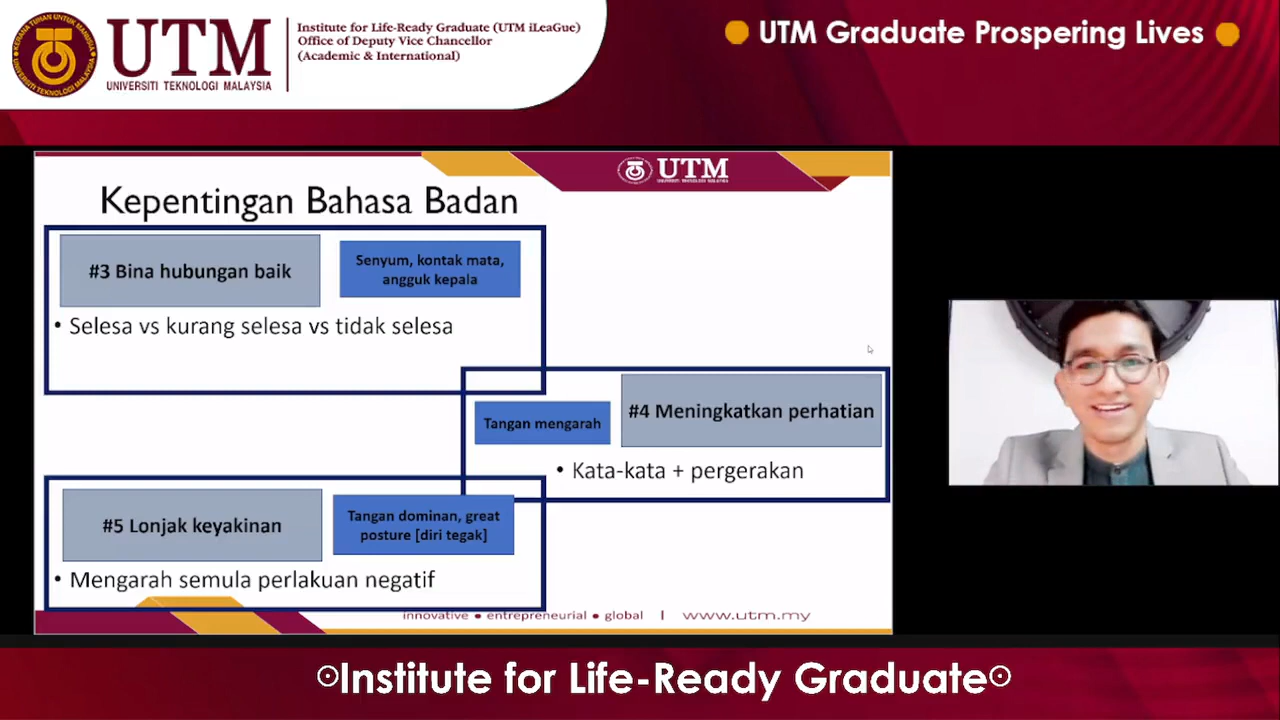 UTM
UNIVERSITI TEKNOLOGI MALAYSIA
Institute for Life-Ready Graduate (UTM iLeaGue)
Office of Deputy Vice Chancellor
(Academic & International)
UTM Graduate Prospering Lives
UTM
UNIVERSITI TEKNOLOGI MALAYSIA
Kepentingan Bahasa Badan
#3 Bina hubungan baik
Senyum, kontak mata,
angguk kepala
• Selesa vs kurang selesa vs tidak selesa
Tangan mengarah
#4 Meningkatkan perhatian
• Kata-kata + pergerakan
#5 Lonjak keyakinan
Tangan dominan, great
posture [diri tegak]
• Mengarah semula perlakuan negatif
innovative ● entrepreneurial ● global | www.utm.my
Institute for Life-Ready Graduate